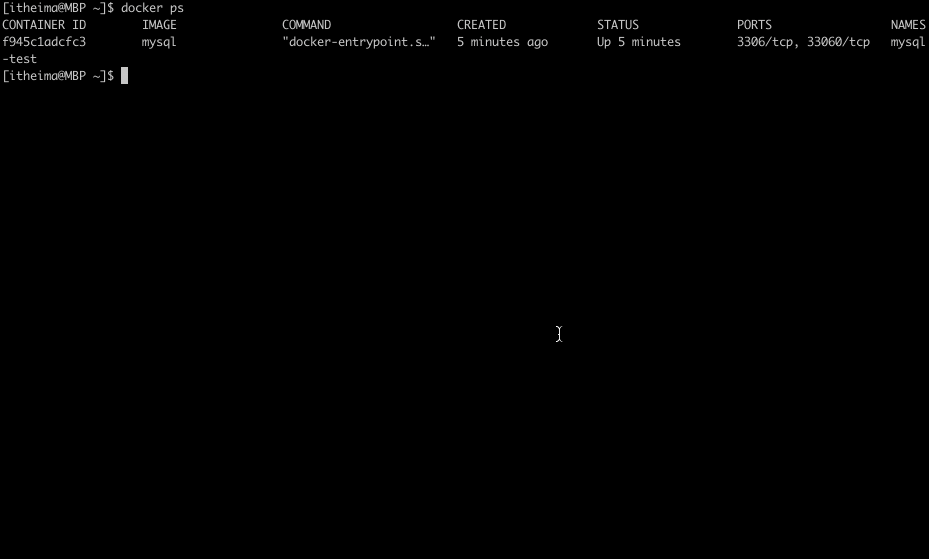 [itheima@MBP ~]$ docker ps
CONTAINER ID        IMAGE               COMMAND                  CREATED             STATUS              PORTS                 NAMES
f945c1adcfc3        mysql               "docker-entrypoint.s…"   5 minutes ago       Up 5 minutes        3306/tcp, 33060/tcp   mysql
-test
[itheima@MBP ~]$